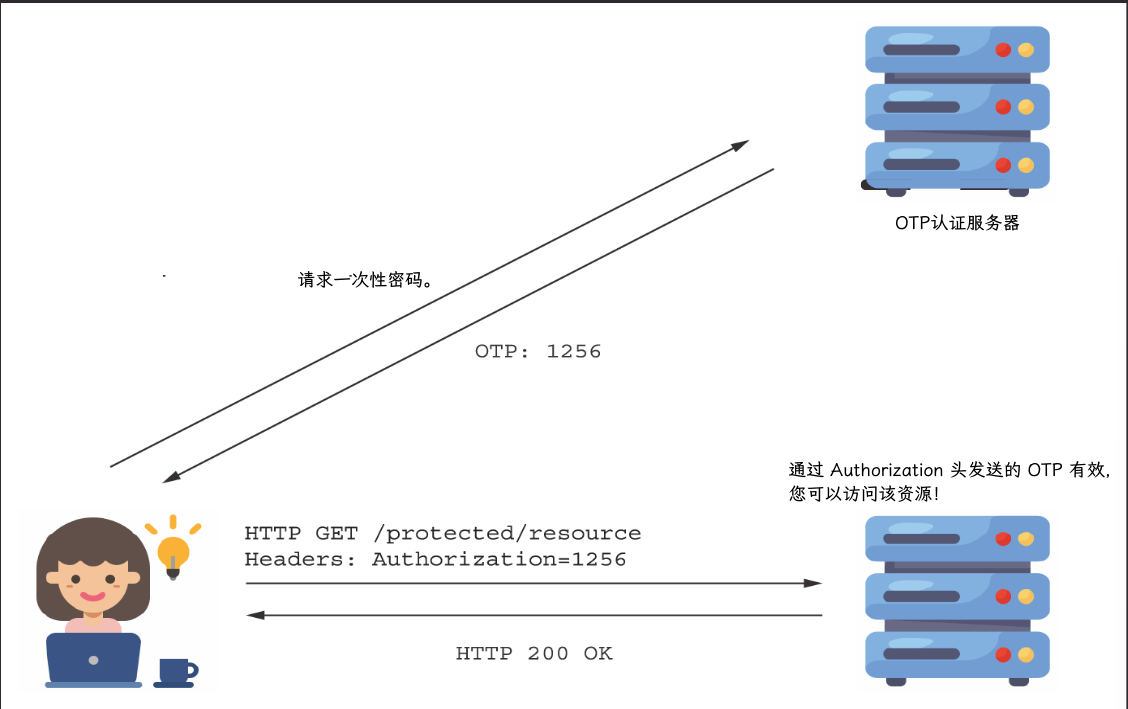 OTP认证服务器
请求一次性密码。
OTP: 1256
通过 Authorization 头发送的 OTP 有效,
您可以访问该资源!
HTTP GET /protected/resource
Headers: Authorization=1256
HTTP 200 OK